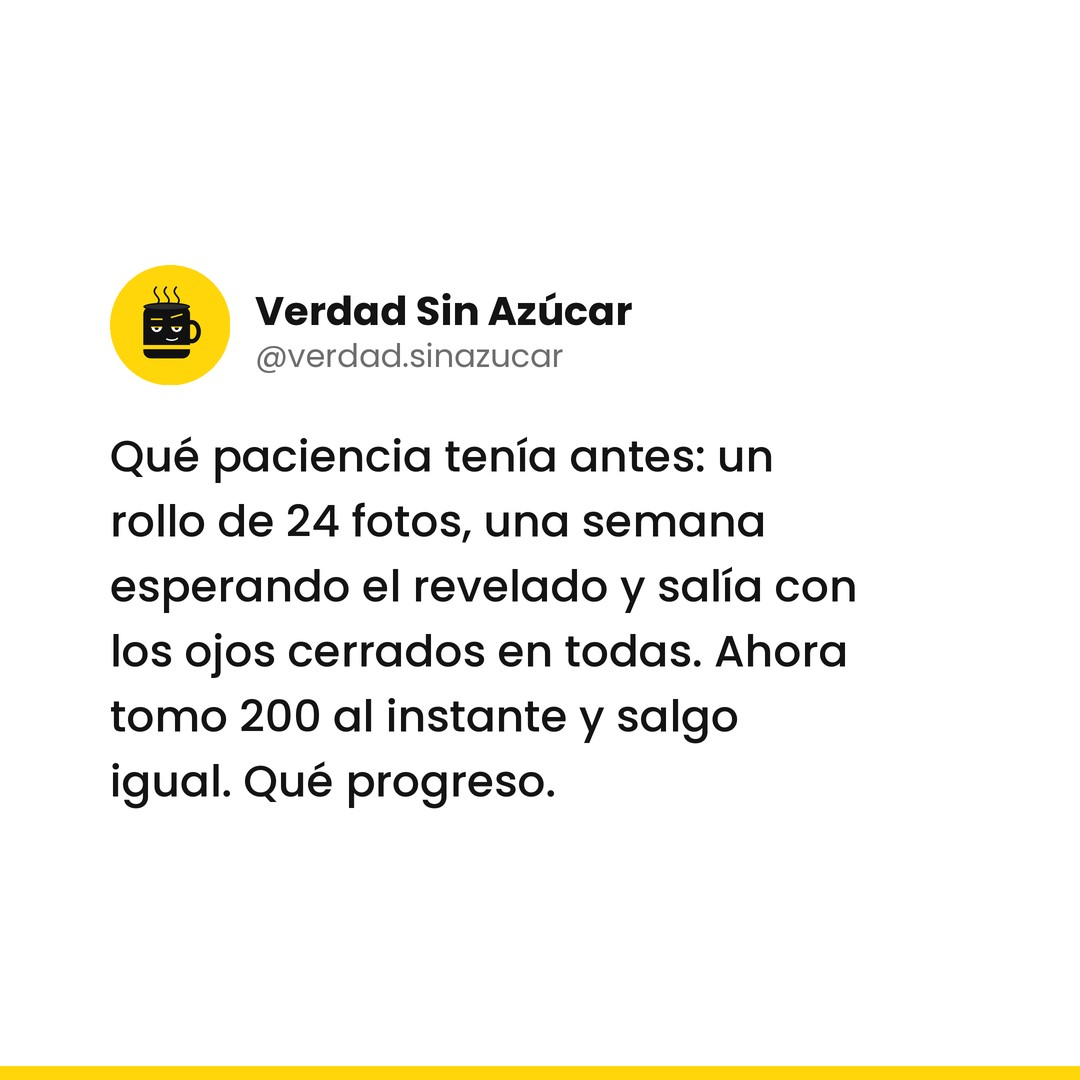 Verdad Sin Azúcar
@verdad.sinazucar
Qué paciencia tenía antes: un
rollo de 24 fotos, una semana
esperando el revelado y salía con
los ojos cerrados en todas. Ahora
tomo 200 al instante y salgo
igual. Qué progreso.